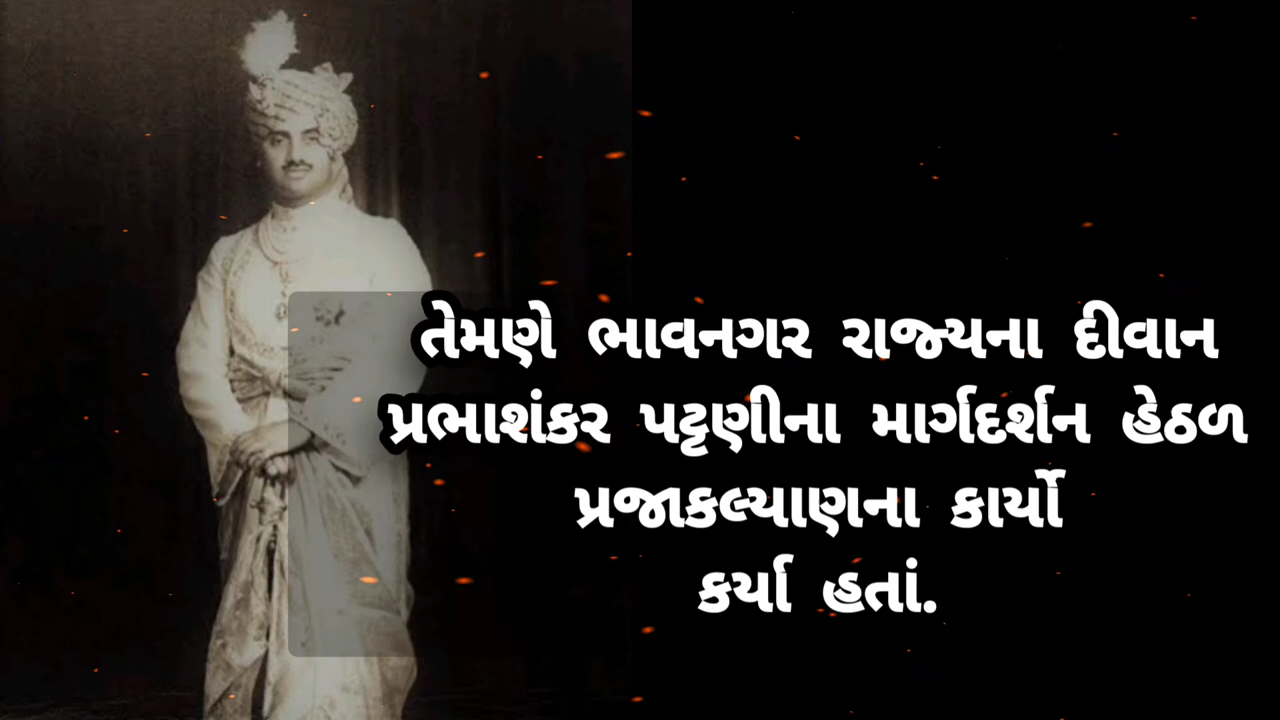 તેમણે ભાવનગર રાજ્યના દીવાન
પ્રભાશંકર પટ્ટણીના માર્ગદર્શન હેઠળ
પ્રજાકલ્યાણના કાર્યો
કર્યા હતાં.